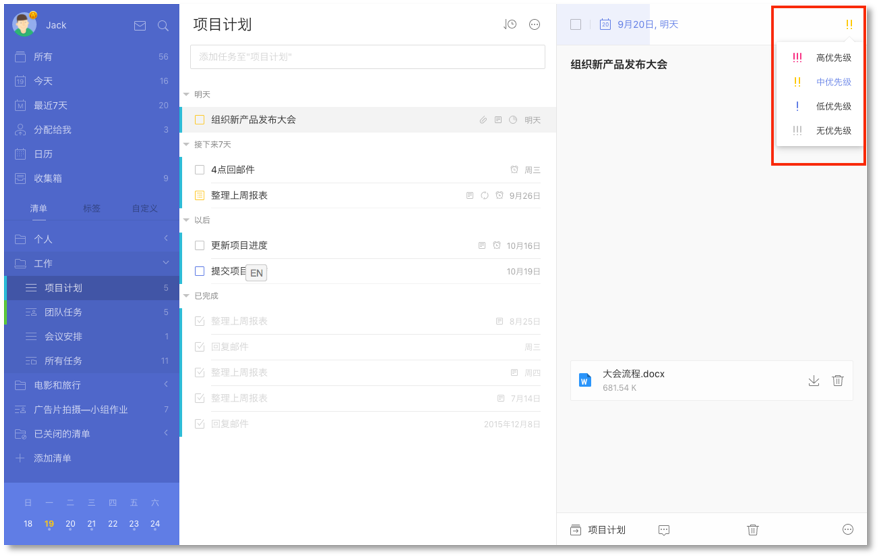 Jack
所有 56
19 今天 16
M 最近7天 20
分配给我 3
日历
收集箱 9
清单 标签 自定义
个人
工作
项目计划 5
团队任务 5
会议安排 1
所有任务 11
电影和旅行
广告片拍摄—小组作业 7
已关闭的清单
添加清单
日 一 二 三 四 五 六
18 19 20 21 22 23 24
项目计划
添加任务至"项目计划"
明天
组织新产品发布大会 明天
接下来7天
4点回邮件 周三
整理上周报表 9月26日
以后
更新项目进度 10月16日
提交项目 10月19日
EN
已完成
整理上周报表 8月25日
回复邮件 周三
整理上周报表 周四
整理上周报表 7月14日
回复邮件 2015年12月8日
20 9月20日, 明天
组织新产品发布大会
!!
!!! 高优先级
!! 中优先级
! 低优先级
!!! 无优先级
W
大会流程.docx
681.54 K
项目计划